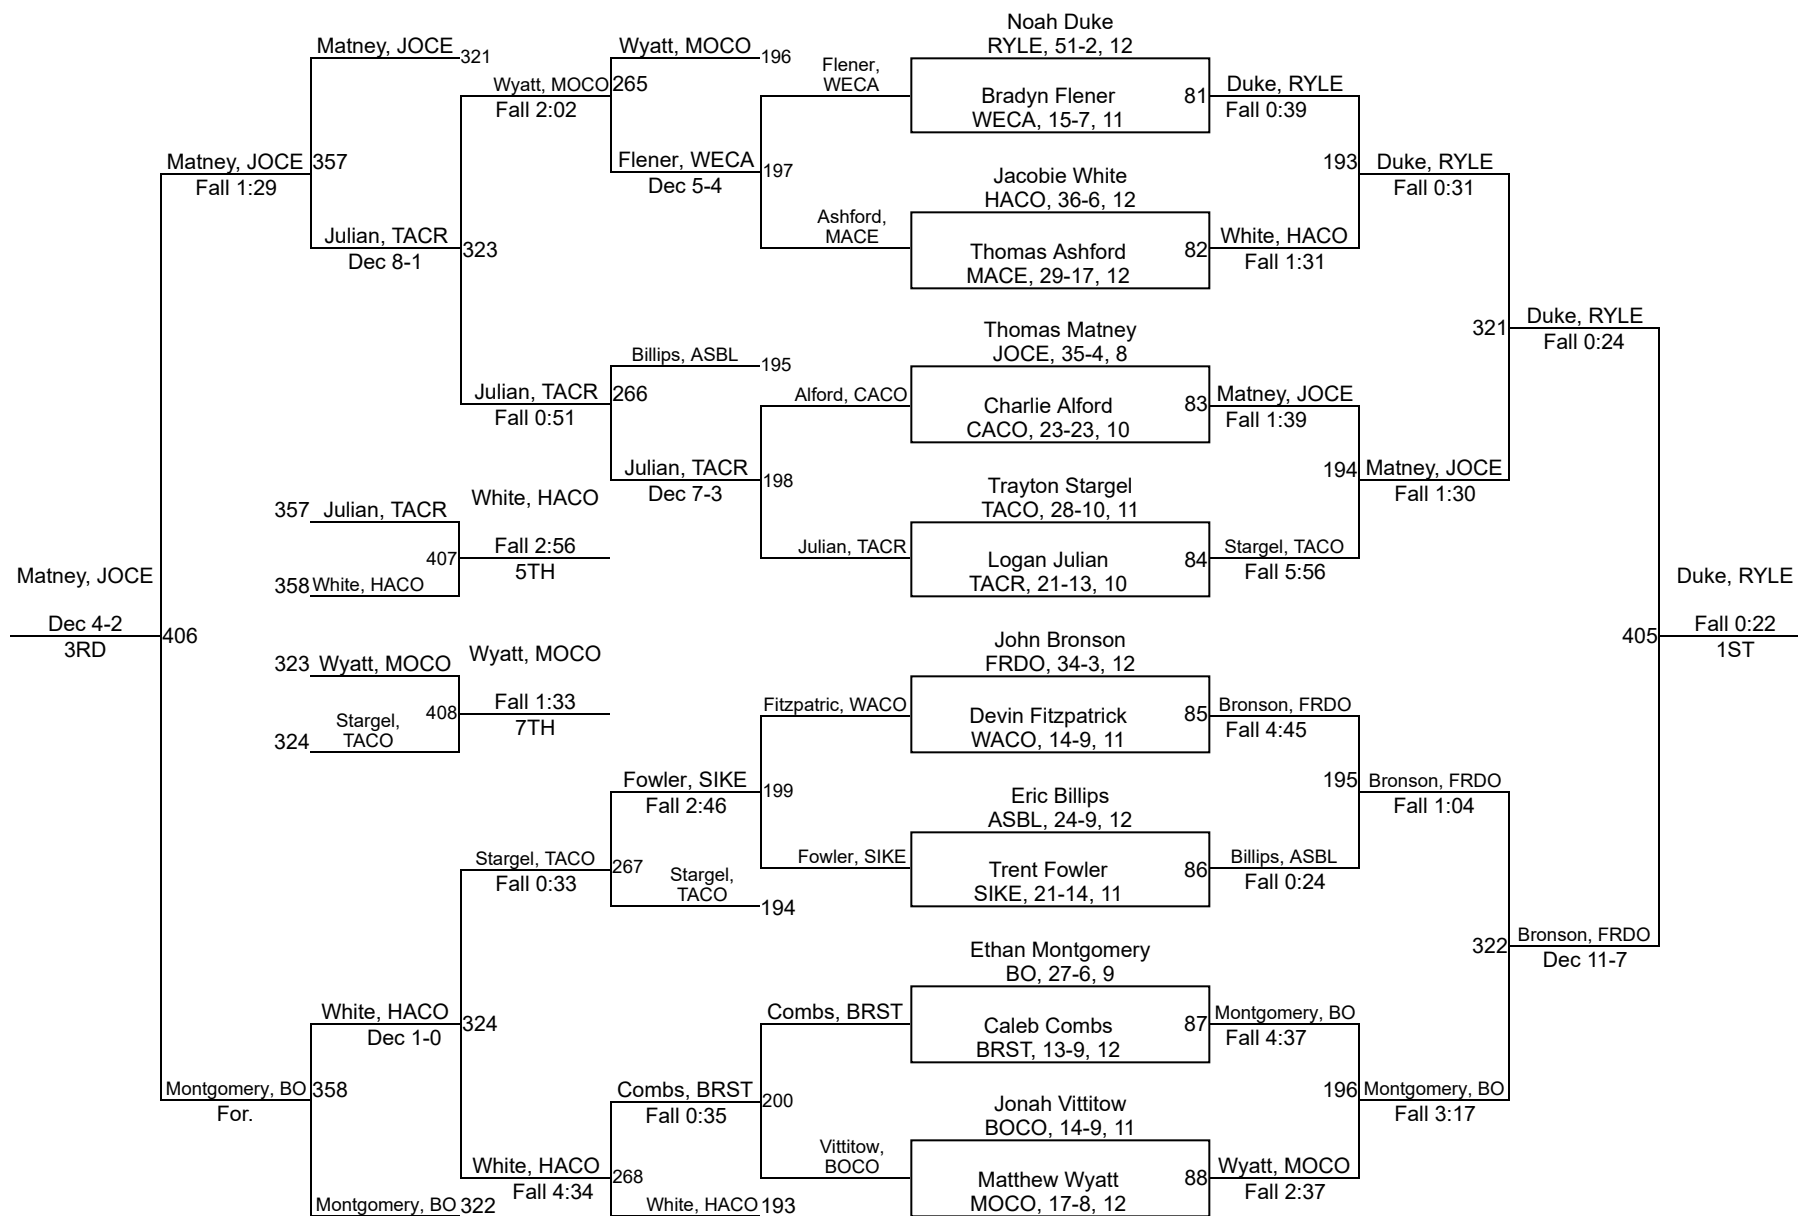 Noah Duke
RYLE, 51-2, 12
Matney, JOCE
321
Wyatt, MOCO
196
Flener,
WECA
Wyatt, MOCO
265
Fall 2:02
Bradyn Flener
WECA, 15-7, 11
81
Duke, RYLE
Fall 0:39
Matney, JOCE
357
Fall 1:29
Flener, WECA
197
Dec 5-4
Jacobie White
HACO, 36-6, 12
193
Duke, RYLE
Fall 0:31
Julian, TACR
323
Dec 8-1
Ashford,
MACE
Thomas Ashford
MACE, 29-17, 12
82
White, HACO
Fall 1:31
Thomas Matney
JOCE, 35-4, 8
321
Duke, RYLE
Fall 0:24
Billips, ASBL
195
Julian, TACR
266
Fall 0:51
Alford, CACO
Charlie Alford
CACO, 23-23, 10
83
Matney, JOCE
Fall 1:39
Julian, TACR
198
Dec 7-3
Trayton Stargel
TACO, 28-10, 11
194
Matney, JOCE
Fall 1:30
357
Julian, TACR
White, HACO
407
Fall 2:56
5TH
358
White, HACO
Julian, TACR
Logan Julian
TACR, 21-13, 10
84
Stargel, TACO
Fall 5:56
Matney, JOCE
Dec 4-2
3RD
406
Duke, RYLE
405
Fall 0:22
1ST
John Bronson
FRDO, 34-3, 12
323
Wyatt, MOCO
Wyatt, MOCO
408
Fall 1:33
7TH
324
Stargel,
TACO
Fitzpatric, WACO
Devin Fitzpatrick
WACO, 14-9, 11
85
Bronson, FRDO
Fall 4:45
Fowler, SIKE
199
Fall 2:46
Eric Billips
ASBL, 24-9, 12
195
Bronson, FRDO
Fall 1:04
Stargel, TACO
267
Fall 0:33
Stargel,
TACO
194
Fowler, SIKE
Trent Fowler
SIKE, 21-14, 11
86
Billips, ASBL
Fall 0:24
Ethan Montgomery
BO, 27-6, 9
322
Bronson, FRDO
Dec 11-7
White, HACO
324
Dec 1-0
Combs, BRST
Caleb Combs
BRST, 13-9, 12
87
Montgomery, BO
Fall 4:37
Montgomery, BO
358
For.
Combs, BRST
200
Fall 0:35
Jonah Vittitow
BOCO, 14-9, 11
196
Montgomery, BO
Fall 3:17
White, HACO
268
Fall 4:34
Vittitow,
BOCO
Matthew Wyatt
MOCO, 17-8, 12
88
Wyatt, MOCO
Fall 2:37
Montgomery, BO
322
White, HACO
193